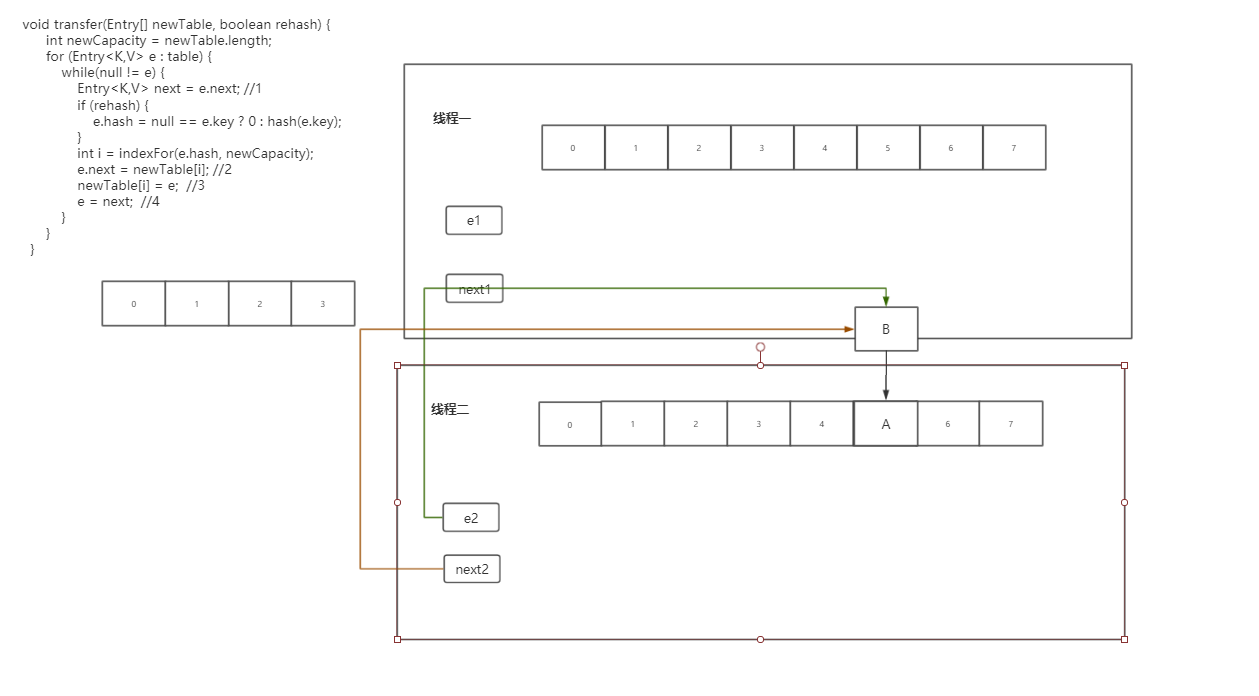 void transfer(Entry[] newTable, boolean rehash) {
int newCapacity = newTable.length;
for (Entry<K,V> e : table) {
while(null != e) {
Entry<K,V> next = e.next; //1
if (rehash) {
e.hash = null == e.key ? 0 : hash(e.key);
}
int i = indexFor(e.hash, newCapacity);
e.next = newTable[i]; //2
newTable[i] = e;  //3
e = next;  //4
}
}
}
线程一
0 1 2 3 4 5 6 7
e1
next1
0 1 2 3
B
线程二
0 1 2 3 4 A 6 7
e2
next2